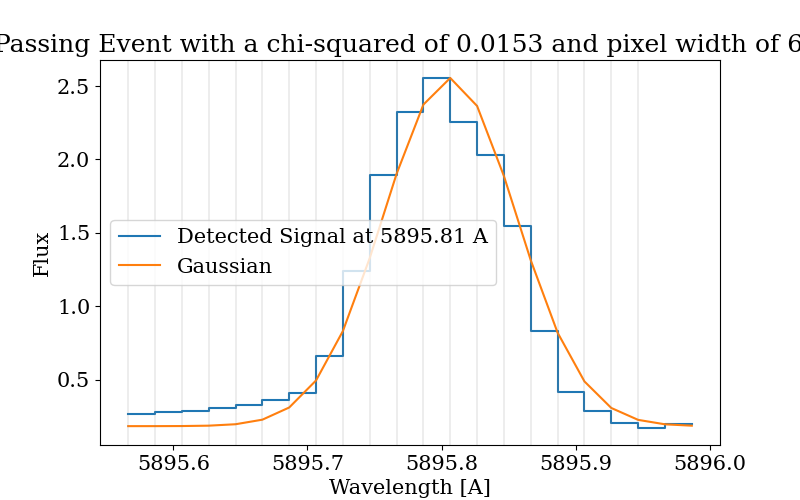 Passing Event with a chi-squared of 0.0153 and pixel width of 6
2.5
2.0
1.5
1.0
0.5
Flux
Detected Signal at 5895.81 A
Gaussian
5895.6 5895.7 5895.8 5895.9 5896.0
Wavelength [A]